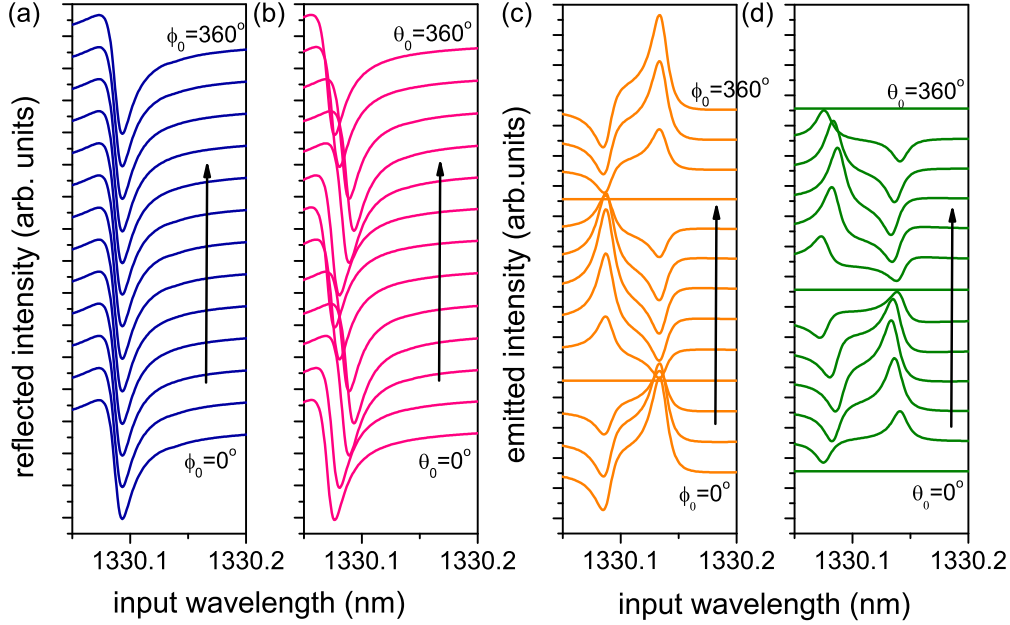 (a)
(b)
(c)
(d)
ϕ₀=360°
θ₀=360°
ϕ₀=360°
θ₀=360°
reflected intensity (arb. units)
emitted intensity (arb.units)
ϕ₀=0°
θ₀=0°
ϕ₀=0°
θ₀=0°
1330.1
1330.2
1330.1
1330.2
1330.1
1330.2
1330.1
1330.2
input wavelength (nm)
input wavelength (nm)